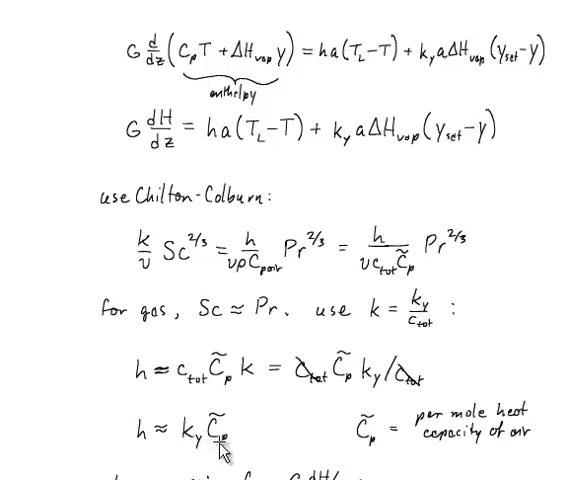 G d/dz (C_p T + ΔH_vap y) = ha(T_L − T) + k_y a ΔH_vap (y_sat − y)
enthalpy
G dH/dz = ha(T_L − T) + k_y a ΔH_vap (y_sat − y)
use Chilton-Colburn:
k/v Sc^2/3 = h/(vρC_p,air) Pr^2/3 = h/(v c_tot C̃_p) Pr^2/3
for gas, Sc ≈ Pr. use k = k_y/c_tot :
h ≈ c_tot C̃_p k = c_tot C̃_p k_y/c_tot
h ≈ k_y C̃_p C̃_p = per mole heat
capacity of air